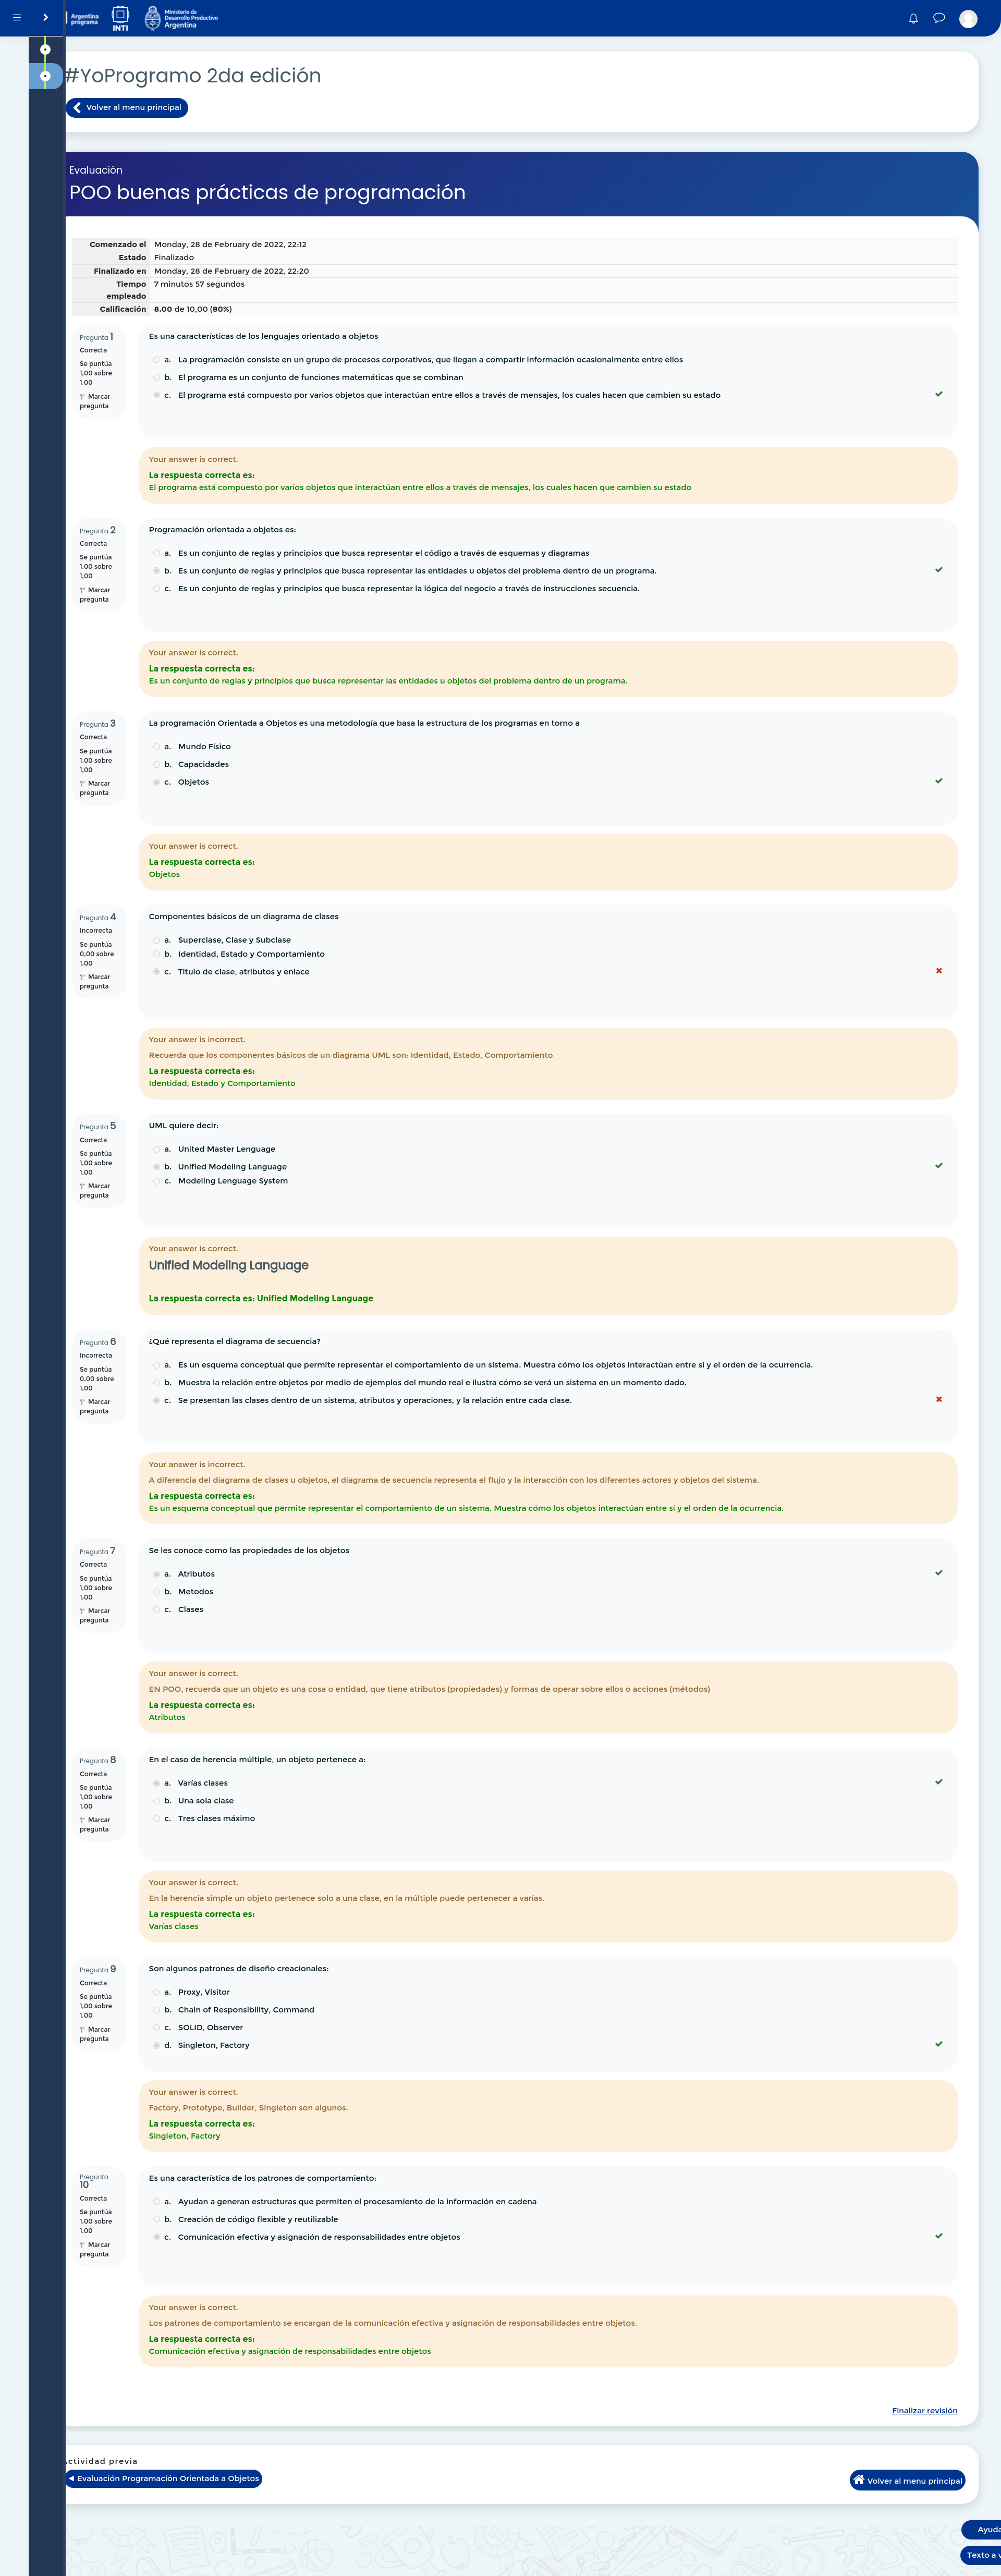 Argentina
programa
INTI
Ministerio de
Desarrollo Productivo
Argentina
#YoProgramo 2da edición
Volver al menu principal
Evaluación
POO buenas prácticas de programación
Comenzado el Monday, 28 de February de 2022, 22:12
Estado Finalizado
Finalizado en Monday, 28 de February de 2022, 22:20
Tiempo empleado 7 minutos 57 segundos
Calificación 8,00 de 10,00 (80%)
Pregunta 1
Correcta
Se puntúa
1,00 sobre
1,00
Marcar
pregunta
Es una características de los lenguajes orientado a objetos
a. La programación consiste en un grupo de procesos corporativos, que llegan a compartir información ocasionalmente entre ellos
b. El programa es un conjunto de funciones matemáticas que se combinan
c. El programa está compuesto por varios objetos que interactúan entre ellos a través de mensajes, los cuales hacen que cambien su estado
Your answer is correct.
La respuesta correcta es:
El programa está compuesto por varios objetos que interactúan entre ellos a través de mensajes, los cuales hacen que cambien su estado
Pregunta 2
Correcta
Se puntúa
1,00 sobre
1,00
Marcar
pregunta
Programación orientada a objetos es:
a. Es un conjunto de reglas y principios que busca representar el código a través de esquemas y diagramas
b. Es un conjunto de reglas y principios que busca representar las entidades u objetos del problema dentro de un programa.
c. Es un conjunto de reglas y principios que busca representar la lógica del negocio a través de instrucciones secuencia.
Your answer is correct.
La respuesta correcta es:
Es un conjunto de reglas y principios que busca representar las entidades u objetos del problema dentro de un programa.
Pregunta 3
Correcta
Se puntúa
1,00 sobre
1,00
Marcar
pregunta
La programación Orientada a Objetos es una metodología que basa la estructura de los programas en torno a
a. Mundo Físico
b. Capacidades
c. Objetos
Your answer is correct.
La respuesta correcta es:
Objetos
Pregunta 4
Incorrecta
Se puntúa
0,00 sobre
1,00
Marcar
pregunta
Componentes básicos de un diagrama de clases
a. Superclase, Clase y Subclase
b. Identidad, Estado y Comportamiento
c. Titulo de clase, atributos y enlace
Your answer is incorrect.
Recuerda que los componentes básicos de un diagrama UML son: Identidad, Estado, Comportamiento
La respuesta correcta es:
Identidad, Estado y Comportamiento
Pregunta 5
Correcta
Se puntúa
1,00 sobre
1,00
Marcar
pregunta
UML quiere decir:
a. United Master Lenguage
b. Unified Modeling Language
c. Modeling Lenguage System
Your answer is correct.
Unified Modeling Language
La respuesta correcta es: Unified Modeling Language
Pregunta 6
Incorrecta
Se puntúa
0,00 sobre
1,00
Marcar
pregunta
¿Qué representa el diagrama de secuencia?
a. Es un esquema conceptual que permite representar el comportamiento de un sistema. Muestra cómo los objetos interactúan entre sí y el orden de la ocurrencia.
b. Muestra la relación entre objetos por medio de ejemplos del mundo real e ilustra cómo se verá un sistema en un momento dado.
c. Se presentan las clases dentro de un sistema, atributos y operaciones, y la relación entre cada clase.
Your answer is incorrect.
A diferencia del diagrama de clases u objetos, el diagrama de secuencia representa el flujo y la interacción con los diferentes actores y objetos del sistema.
La respuesta correcta es:
Es un esquema conceptual que permite representar el comportamiento de un sistema. Muestra cómo los objetos interactúan entre sí y el orden de la ocurrencia.
Pregunta 7
Correcta
Se puntúa
1,00 sobre
1,00
Marcar
pregunta
Se les conoce como las propiedades de los objetos
a. Atributos
b. Metodos
c. Clases
Your answer is correct.
EN POO, recuerda que un objeto es una cosa o entidad, que tiene atributos (propiedades) y formas de operar sobre ellos o acciones (métodos)
La respuesta correcta es:
Atributos
Pregunta 8
Correcta
Se puntúa
1,00 sobre
1,00
Marcar
pregunta
En el caso de herencia múltiple, un objeto pertenece a:
a. Varías clases
b. Una sola clase
c. Tres clases máximo
Your answer is correct.
En la herencia simple un objeto pertenece solo a una clase, en la múltiple puede pertenecer a varías.
La respuesta correcta es:
Varías clases
Pregunta 9
Correcta
Se puntúa
1,00 sobre
1,00
Marcar
pregunta
Son algunos patrones de diseño creacionales:
a. Proxy, Visitor
b. Chain of Responsibility, Command
c. SOLID, Observer
d. Singleton, Factory
Your answer is correct.
Factory, Prototype, Builder, Singleton son algunos.
La respuesta correcta es:
Singleton, Factory
Pregunta
10
Correcta
Se puntúa
1,00 sobre
1,00
Marcar
pregunta
Es una característica de los patrones de comportamiento:
a. Ayudan a generan estructuras que permiten el procesamiento de la información en cadena
b. Creación de código flexible y reutilizable
c. Comunicación efectiva y asignación de responsabilidades entre objetos
Your answer is correct.
Los patrones de comportamiento se encargan de la comunicación efectiva y asignación de responsabilidades entre objetos.
La respuesta correcta es:
Comunicación efectiva y asignación de responsabilidades entre objetos
Finalizar revisión
Actividad previa
◄ Evaluación Programación Orientada a Objetos
Volver al menu principal
Ayuda
Texto a v